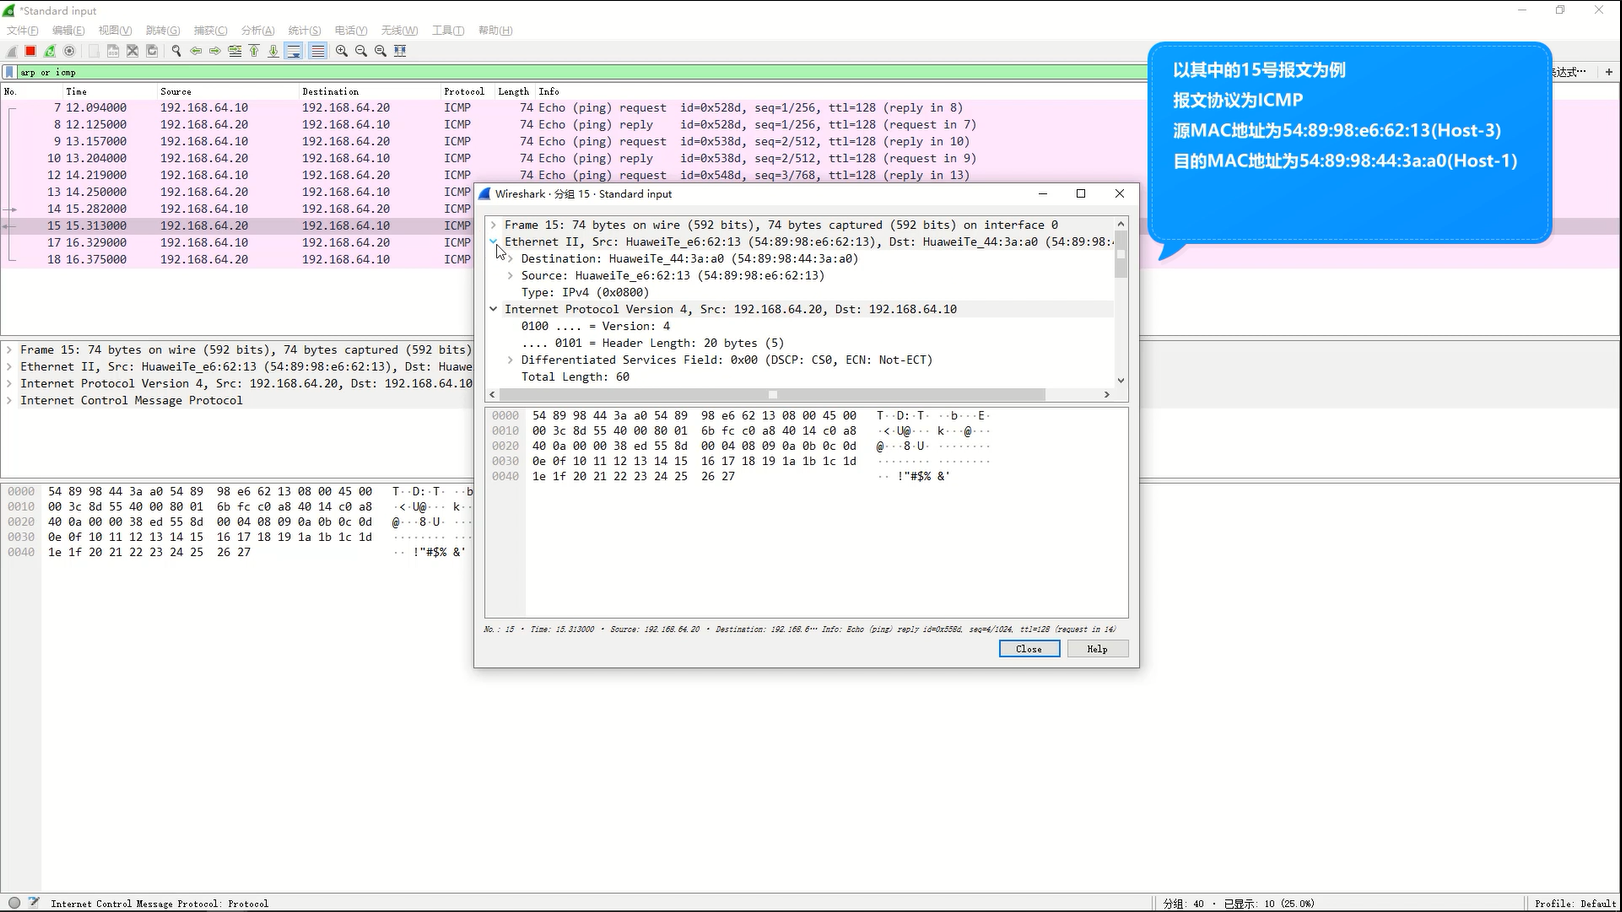 *Standard input
文件(F) 编辑(E) 视图(V) 跳转(G) 捕获(C) 分析(A) 统计(S) 电话(Y) 无线(W) 工具(T) 帮助(H)
arp or icmp
表达式… +
No. Time Source Destination Protocol Length Info
7 12.094000 192.168.64.10 192.168.64.20 ICMP 74 Echo (ping) request id=0x528d, seq=1/256, ttl=128 (reply in 8)
8 12.125000 192.168.64.20 192.168.64.10 ICMP 74 Echo (ping) reply id=0x528d, seq=1/256, ttl=128 (request in 7)
9 13.157000 192.168.64.10 192.168.64.20 ICMP 74 Echo (ping) request id=0x538d, seq=2/512, ttl=128 (reply in 10)
10 13.204000 192.168.64.20 192.168.64.10 ICMP 74 Echo (ping) reply id=0x538d, seq=2/512, ttl=128 (request in 9)
12 14.219000 192.168.64.10 192.168.64.20 ICMP 74 Echo (ping) request id=0x548d, seq=3/768, ttl=128 (reply in 13)
13 14.250000 192.168.64.20 192.168.64.10 ICMP
14 15.282000 192.168.64.10 192.168.64.20 ICMP
15 15.313000 192.168.64.20 192.168.64.10 ICMP
17 16.329000 192.168.64.10 192.168.64.20 ICMP
18 16.375000 192.168.64.20 192.168.64.10 ICMP
以其中的15号报文为例
报文协议为ICMP
源MAC地址为54:89:98:e6:62:13(Host-3)
目的MAC地址为54:89:98:44:3a:a0(Host-1)
Wireshark · 分组 15 · Standard input
Frame 15: 74 bytes on wire (592 bits), 74 bytes captured (592 bits) on interface 0
Ethernet II, Src: HuaweiTe_e6:62:13 (54:89:98:e6:62:13), Dst: HuaweiTe_44:3a:a0 (54:89:98:4
Destination: HuaweiTe_44:3a:a0 (54:89:98:44:3a:a0)
Source: HuaweiTe_e6:62:13 (54:89:98:e6:62:13)
Type: IPv4 (0x0800)
Internet Protocol Version 4, Src: 192.168.64.20, Dst: 192.168.64.10
0100 .... = Version: 4
.... 0101 = Header Length: 20 bytes (5)
Differentiated Services Field: 0x00 (DSCP: CS0, ECN: Not-ECT)
Total Length: 60
0000 54 89 98 44 3a a0 54 89 98 e6 62 13 08 00 45 00 T··D:·T· ··b···E·
0010 00 3c 8d 55 40 00 80 01 6b fc c0 a8 40 14 c0 a8 ·<·U@··· k···@···
0020 40 0a 00 00 38 ed 55 8d 00 04 08 09 0a 0b 0c 0d @···8·U· ········
0030 0e 0f 10 11 12 13 14 15 16 17 18 19 1a 1b 1c 1d ········ ········
0040 1e 1f 20 21 22 23 24 25 26 27 ·· !"#$% &'
No.: 15 · Time: 15.313000 · Source: 192.168.64.20 · Destination: 192.168.6… Info: Echo (ping) reply id=0x558d, seq=4/1024, ttl=128 (request in 14)
Close Help
Frame 15: 74 bytes on wire (592 bits), 74 bytes captured (592 bits)
Ethernet II, Src: HuaweiTe_e6:62:13 (54:89:98:e6:62:13), Dst: Huawe
Internet Protocol Version 4, Src: 192.168.64.20, Dst: 192.168.64.10
Internet Control Message Protocol
0000 54 89 98 44 3a a0 54 89 98 e6 62 13 08 00 45 00 T··D:·T· ··b
0010 00 3c 8d 55 40 00 80 01 6b fc c0 a8 40 14 c0 a8 ·<·U@··· k··
0020 40 0a 00 00 38 ed 55 8d 00 04 08 09 0a 0b 0c 0d @···8·U· ···
0030 0e 0f 10 11 12 13 14 15 16 17 18 19 1a 1b 1c 1d ········ ···
0040 1e 1f 20 21 22 23 24 25 26 27 ·· !"#$% &'
Internet Control Message Protocol: Protocol
分组: 40 · 已显示: 10 (25.0%)
Profile: Default